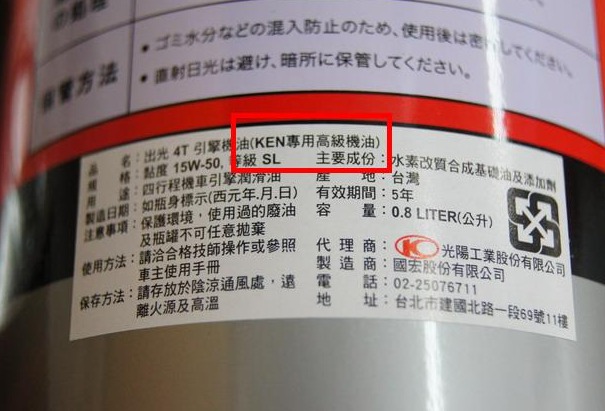 ・ゴミ水分などの混入防止のため、使用後は密栓してください。
保管方法
・直射日光は避け、暗所に保管してください。
品　名：出光 4T 引擎機油(KEN專用高級機油)
規　格：黏度 15W-50, 等級 SL 主要成份：水素改質合成基礎油及添加劑
用　途：四行程機車引擎潤滑油 產　地：台灣
製造日期：如瓶身標示(西元年.月.日) 有效期間：5年
注意事項：保護環境，使用過的廢油 容　量：0.8 LITER(公升)
及瓶罐不可任意拋棄
使用方法：請洽合格技師操作或參照 代 理 商：光陽工業股份有限公司
車主使用手冊 製 造 商：國宏股份有限公司
保存方法：請存放於陰涼通風處，遠 電　話：02-25076711
離火源及高溫 地　址：台北市建國北路一段69號11樓